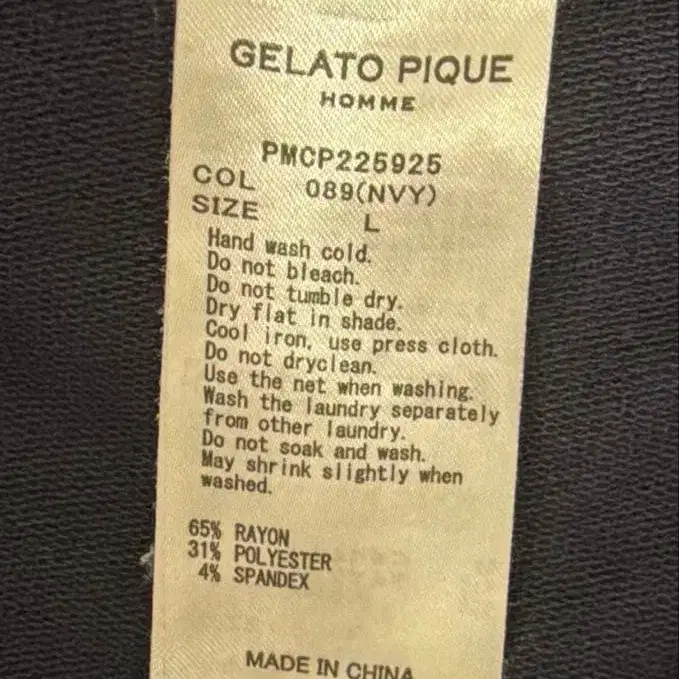 GELATO PIQUE
HOMME
PMCP225925
COL 089(NVY)
SIZE L
Hand wash cold.
Do not bleach.
Do not tumble dry.
Dry flat in shade.
Cool iron, use press cloth.
Do not dryclean.
Use the net when washing.
Wash the laundry separately
from other laundry.
Do not soak and wash.
May shrink slightly when
washed.
65% RAYON
31% POLYESTER
4% SPANDEX
MADE IN CHINA